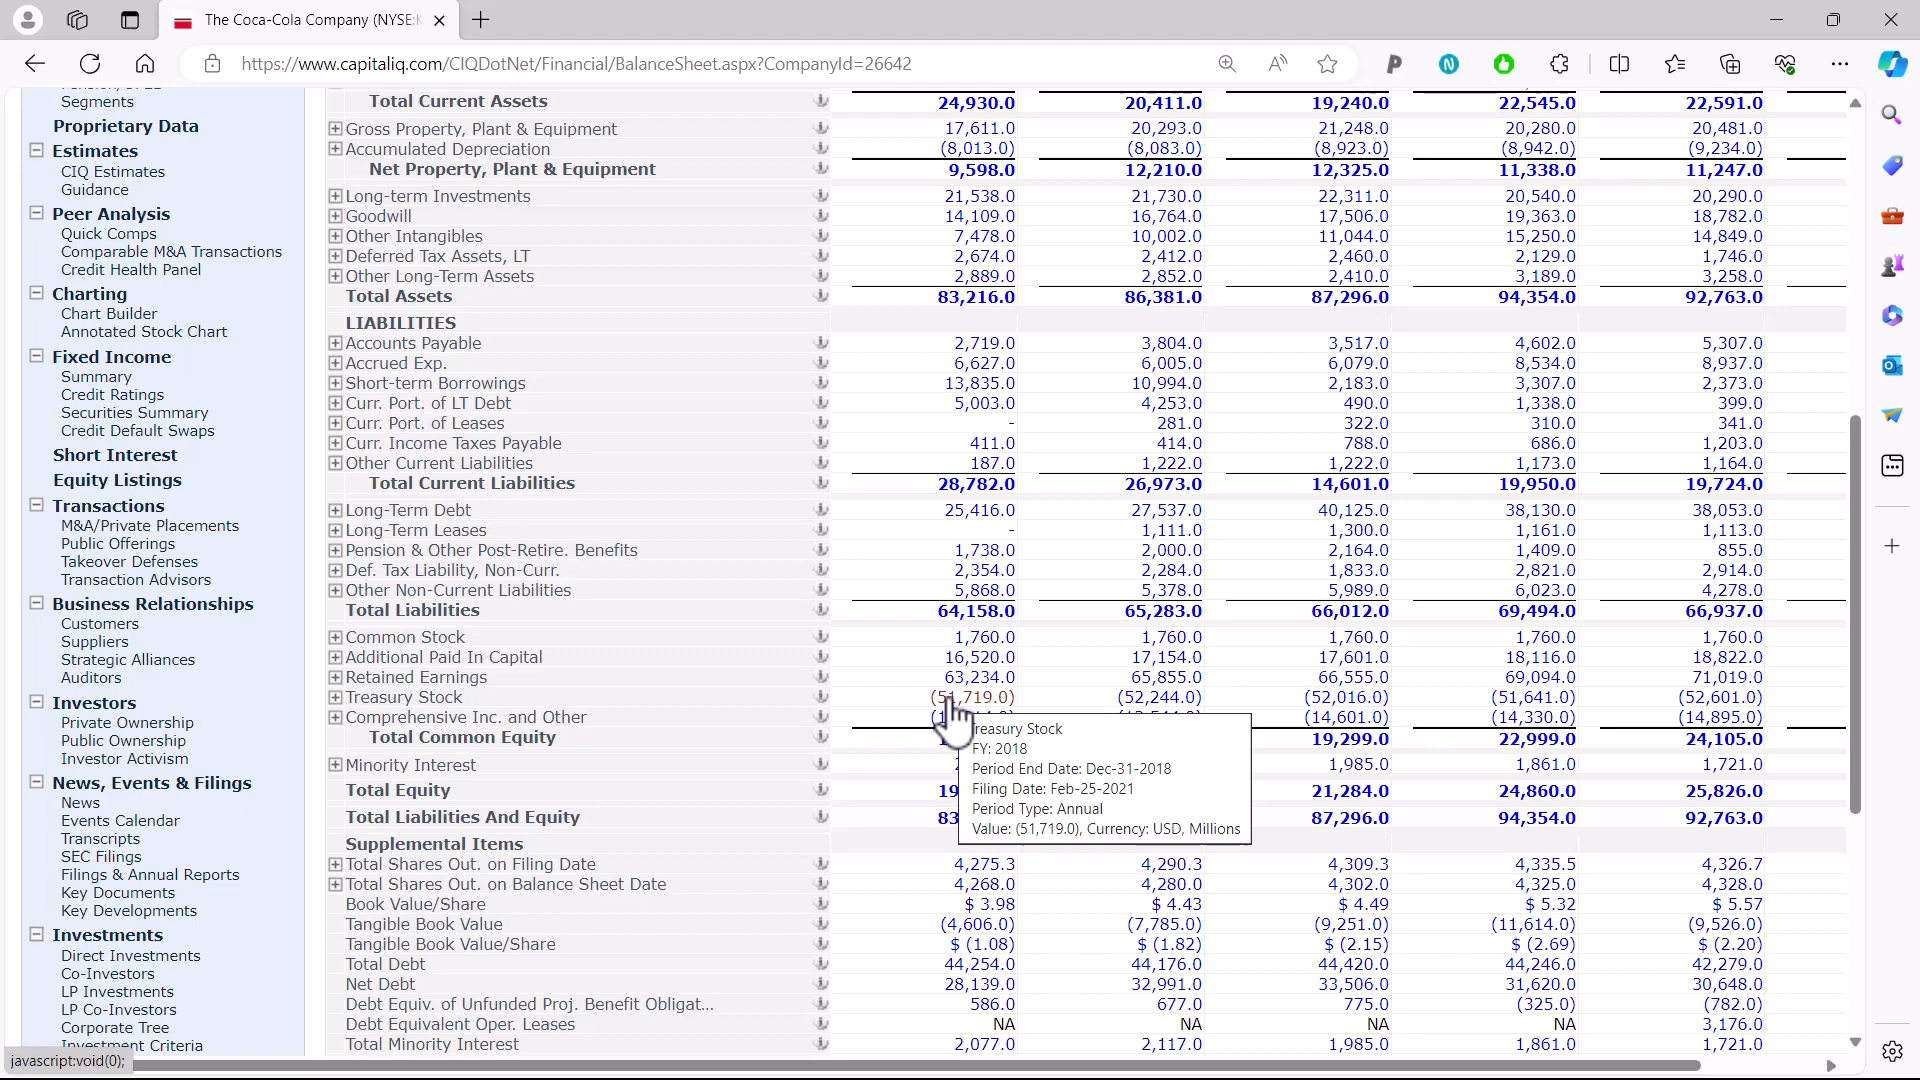 The Coca-Cola Company (NYSE:K
https://www.capitaliq.com/CIQDotNet/Financial/BalanceSheet.aspx?CompanyId=26642
Segments
Proprietary Data
Estimates
CIQ Estimates
Guidance
Peer Analysis
Quick Comps
Comparable M&A Transactions
Credit Health Panel
Charting
Chart Builder
Annotated Stock Chart
Fixed Income
Summary
Credit Ratings
Securities Summary
Credit Default Swaps
Short Interest
Equity Listings
Transactions
M&A/Private Placements
Public Offerings
Takeover Defenses
Transaction Advisors
Business Relationships
Customers
Suppliers
Strategic Alliances
Auditors
Investors
Private Ownership
Public Ownership
Investor Activism
News, Events & Filings
News
Events Calendar
Transcripts
SEC Filings
Filings & Annual Reports
Key Documents
Key Developments
Investments
Direct Investments
Co-Investors
LP Investments
LP Co-Investors
Corporate Tree
Investment Criteria
javascript:void(0);
Total Current Assets 24,930.0 20,411.0 19,240.0 22,545.0 22,591.0
Gross Property, Plant & Equipment 17,611.0 20,293.0 21,248.0 20,280.0 20,481.0
Accumulated Depreciation (8,013.0) (8,083.0) (8,923.0) (8,942.0) (9,234.0)
Net Property, Plant & Equipment 9,598.0 12,210.0 12,325.0 11,338.0 11,247.0
Long-term Investments 21,538.0 21,730.0 22,311.0 20,540.0 20,290.0
Goodwill 14,109.0 16,764.0 17,506.0 19,363.0 18,782.0
Other Intangibles 7,478.0 10,002.0 11,044.0 15,250.0 14,849.0
Deferred Tax Assets, LT 2,674.0 2,412.0 2,460.0 2,129.0 1,746.0
Other Long-Term Assets 2,889.0 2,852.0 2,410.0 3,189.0 3,258.0
Total Assets 83,216.0 86,381.0 87,296.0 94,354.0 92,763.0
LIABILITIES
Accounts Payable 2,719.0 3,804.0 3,517.0 4,602.0 5,307.0
Accrued Exp. 6,627.0 6,005.0 6,079.0 8,534.0 8,937.0
Short-term Borrowings 13,835.0 10,994.0 2,183.0 3,307.0 2,373.0
Curr. Port. of LT Debt 5,003.0 4,253.0 490.0 1,338.0 399.0
Curr. Port. of Leases - 281.0 322.0 310.0 341.0
Curr. Income Taxes Payable 411.0 414.0 788.0 686.0 1,203.0
Other Current Liabilities 187.0 1,222.0 1,222.0 1,173.0 1,164.0
Total Current Liabilities 28,782.0 26,973.0 14,601.0 19,950.0 19,724.0
Long-Term Debt 25,416.0 27,537.0 40,125.0 38,130.0 38,053.0
Long-Term Leases - 1,111.0 1,300.0 1,161.0 1,113.0
Pension & Other Post-Retire. Benefits 1,738.0 2,000.0 2,164.0 1,409.0 855.0
Def. Tax Liability, Non-Curr. 2,354.0 2,284.0 1,833.0 2,821.0 2,914.0
Other Non-Current Liabilities 5,868.0 5,378.0 5,989.0 6,023.0 4,278.0
Total Liabilities 64,158.0 65,283.0 66,012.0 69,494.0 66,937.0
Common Stock 1,760.0 1,760.0 1,760.0 1,760.0 1,760.0
Additional Paid In Capital 16,520.0 17,154.0 17,601.0 18,116.0 18,822.0
Retained Earnings 63,234.0 65,855.0 66,555.0 69,094.0 71,019.0
Treasury Stock (51,719.0) (52,244.0) (52,016.0) (51,641.0) (52,601.0)
Comprehensive Inc. and Other (14,601.0) (14,330.0) (14,895.0)
Total Common Equity 19,299.0 22,999.0 24,105.0
Minority Interest 1,985.0 1,861.0 1,721.0
Total Equity 21,284.0 24,860.0 25,826.0
Total Liabilities And Equity 87,296.0 94,354.0 92,763.0
Treasury Stock
FY: 2018
Period End Date: Dec-31-2018
Filing Date: Feb-25-2021
Period Type: Annual
Value: (51,719.0), Currency: USD, Millions
Supplemental Items
Total Shares Out. on Filing Date 4,275.3 4,290.3 4,309.3 4,335.5 4,326.7
Total Shares Out. on Balance Sheet Date 4,268.0 4,280.0 4,302.0 4,325.0 4,328.0
Book Value/Share $ 3.98 $ 4.43 $ 4.49 $ 5.32 $ 5.57
Tangible Book Value (4,606.0) (7,785.0) (9,251.0) (11,614.0) (9,526.0)
Tangible Book Value/Share $ (1.08) $ (1.82) $ (2.15) $ (2.69) $ (2.20)
Total Debt 44,254.0 44,176.0 44,420.0 44,246.0 42,279.0
Net Debt 28,139.0 32,991.0 33,506.0 31,620.0 30,648.0
Debt Equiv. of Unfunded Proj. Benefit Obligat... 586.0 677.0 775.0 (325.0) (782.0)
Debt Equivalent Oper. Leases NA NA NA NA 3,176.0
Total Minority Interest 2,077.0 2,117.0 1,985.0 1,861.0 1,721.0